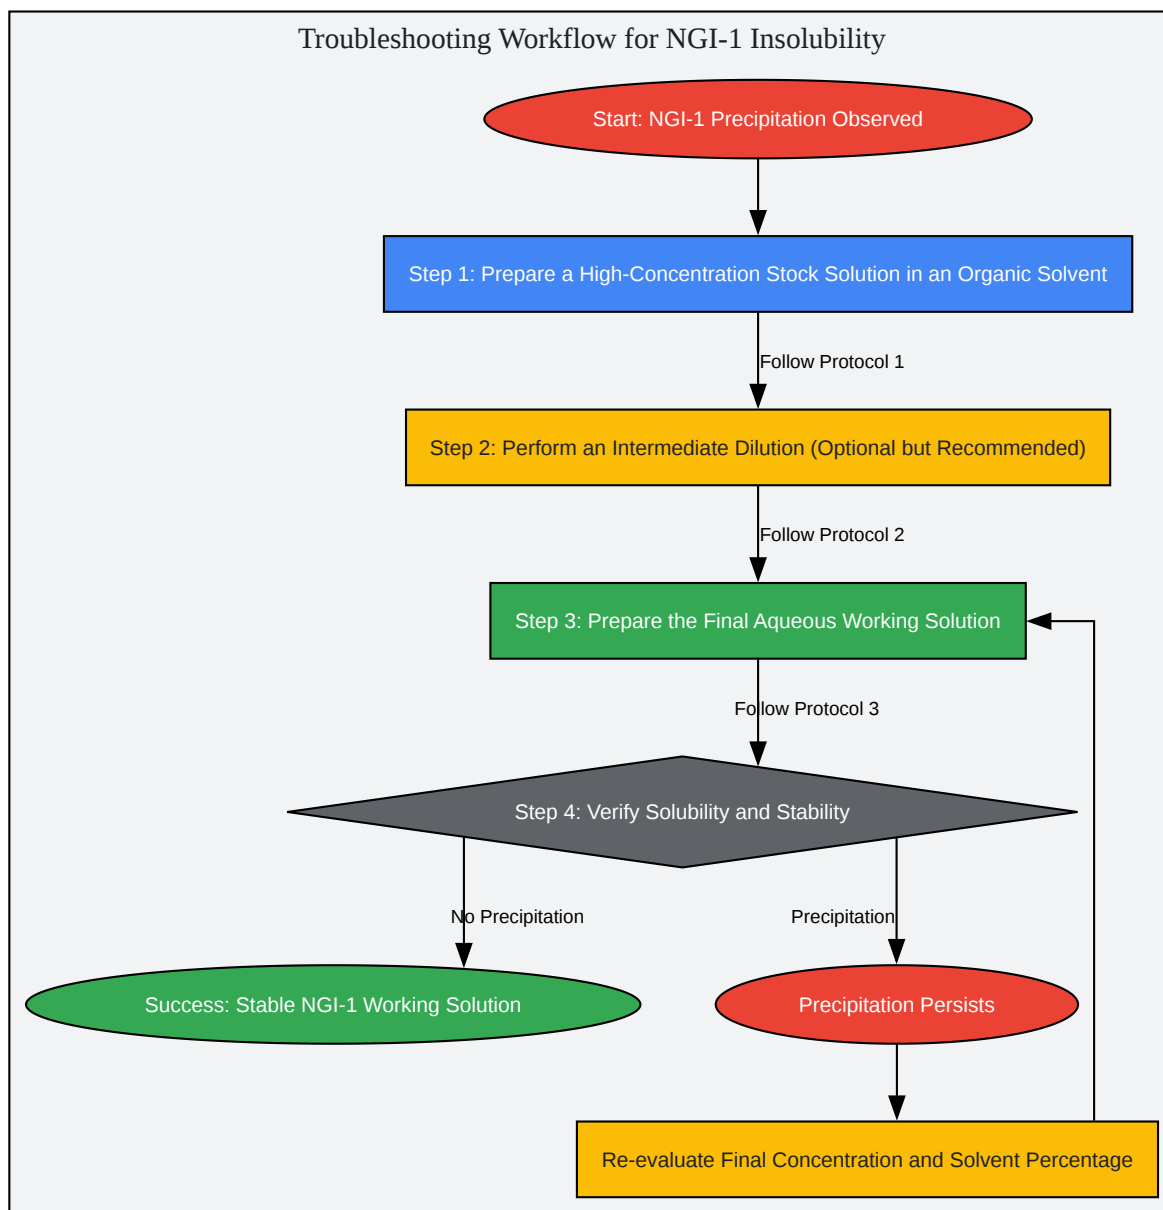 Troubleshooting Workflow for NGI-1 Insolubility
Start: NGI-1 Precipitation Observed
Step 1: Prepare a High-Concentration Stock Solution in an Organic Solvent
Follow Protocol 1
Step 2: Perform an Intermediate Dilution (Optional but Recommended)
Follow Protocol 2
Step 3: Prepare the Final Aqueous Working Solution
Follow Protocol 3
Step 4: Verify Solubility and Stability
No Precipitation
Precipitation
Success: Stable NGI-1 Working Solution
Precipitation Persists
Re-evaluate Final Concentration and Solvent Percentage